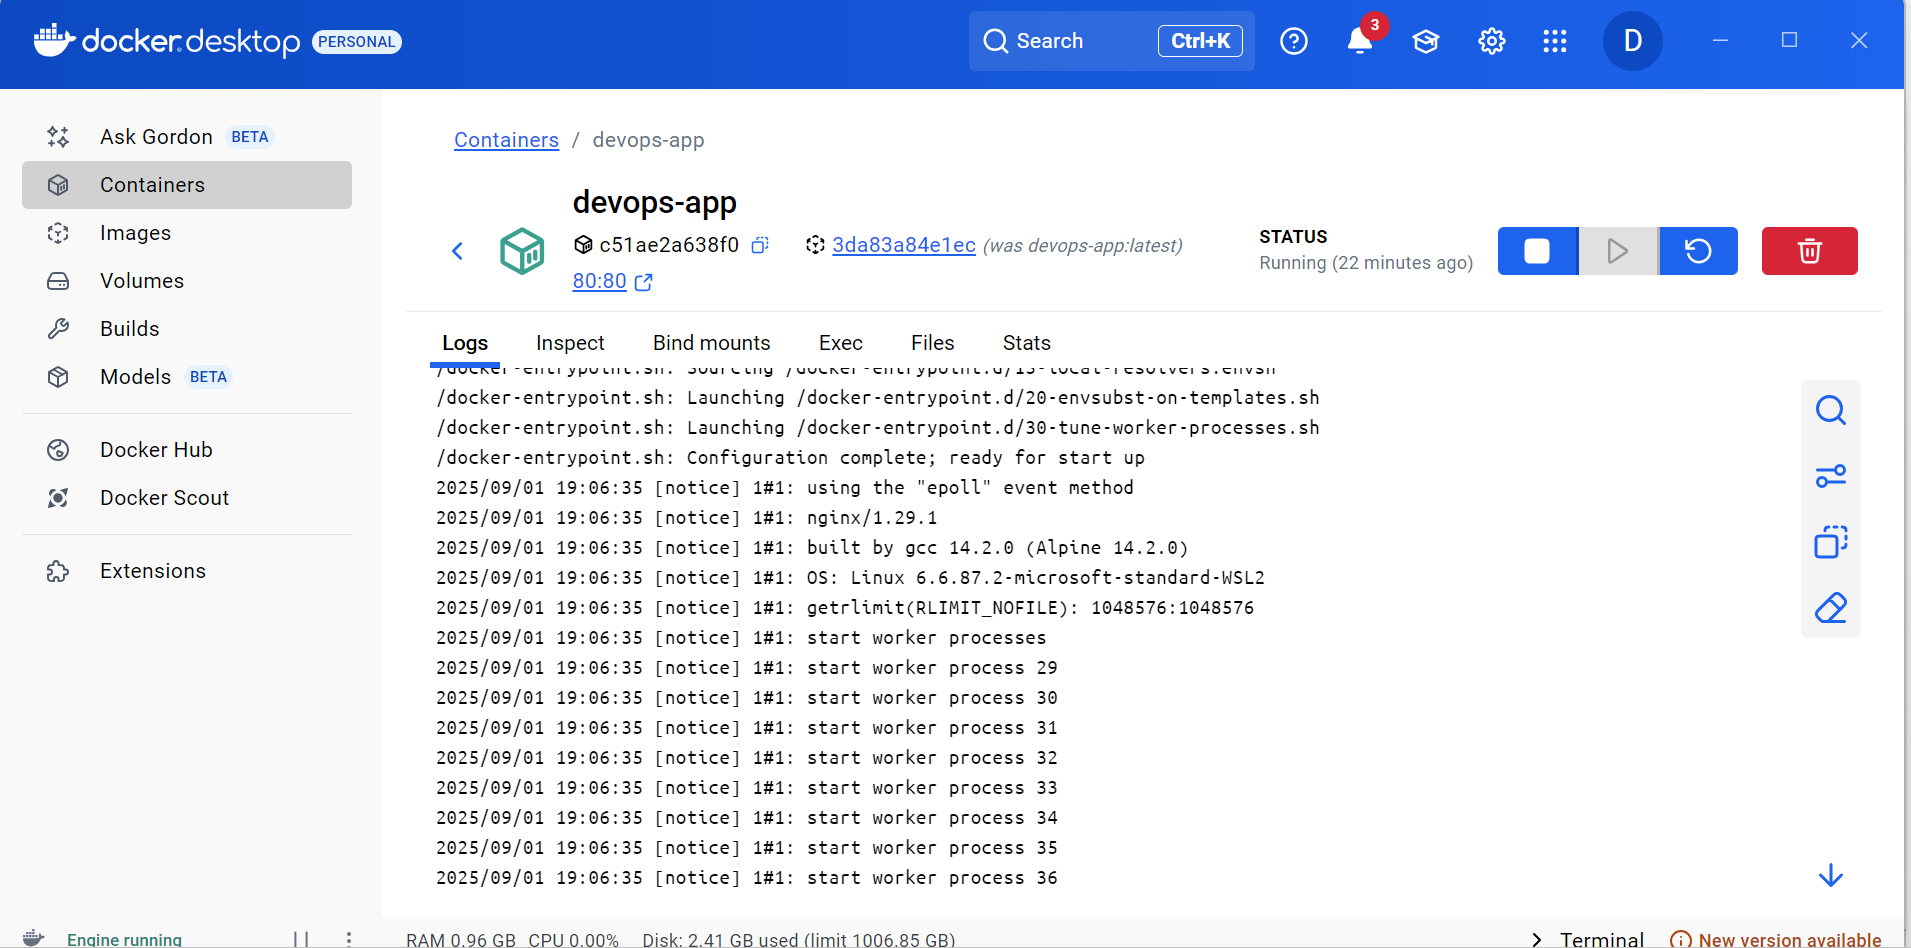 docker desktop PERSONAL
Search Ctrl+K
3
D
Ask Gordon BETA
Containers
Images
Volumes
Builds
Models BETA
Docker Hub
Docker Scout
Extensions
Containers / devops-app
devops-app
c51ae2a638f0 3da83a84e1ec (was devops-app:latest)
80:80
STATUS
Running (22 minutes ago)
Logs Inspect Bind mounts Exec Files Stats
/docker-entrypoint.sh: Sourcing /docker-entrypoint.d/15-local-resolvers.envsh
/docker-entrypoint.sh: Launching /docker-entrypoint.d/20-envsubst-on-templates.sh
/docker-entrypoint.sh: Launching /docker-entrypoint.d/30-tune-worker-processes.sh
/docker-entrypoint.sh: Configuration complete; ready for start up
2025/09/01 19:06:35 [notice] 1#1: using the "epoll" event method
2025/09/01 19:06:35 [notice] 1#1: nginx/1.29.1
2025/09/01 19:06:35 [notice] 1#1: built by gcc 14.2.0 (Alpine 14.2.0)
2025/09/01 19:06:35 [notice] 1#1: OS: Linux 6.6.87.2-microsoft-standard-WSL2
2025/09/01 19:06:35 [notice] 1#1: getrlimit(RLIMIT_NOFILE): 1048576:1048576
2025/09/01 19:06:35 [notice] 1#1: start worker processes
2025/09/01 19:06:35 [notice] 1#1: start worker process 29
2025/09/01 19:06:35 [notice] 1#1: start worker process 30
2025/09/01 19:06:35 [notice] 1#1: start worker process 31
2025/09/01 19:06:35 [notice] 1#1: start worker process 32
2025/09/01 19:06:35 [notice] 1#1: start worker process 33
2025/09/01 19:06:35 [notice] 1#1: start worker process 34
2025/09/01 19:06:35 [notice] 1#1: start worker process 35
2025/09/01 19:06:35 [notice] 1#1: start worker process 36
Engine running
RAM 0.96 GB CPU 0.00% Disk: 2.41 GB used (limit 1006.85 GB)
Terminal
New version available